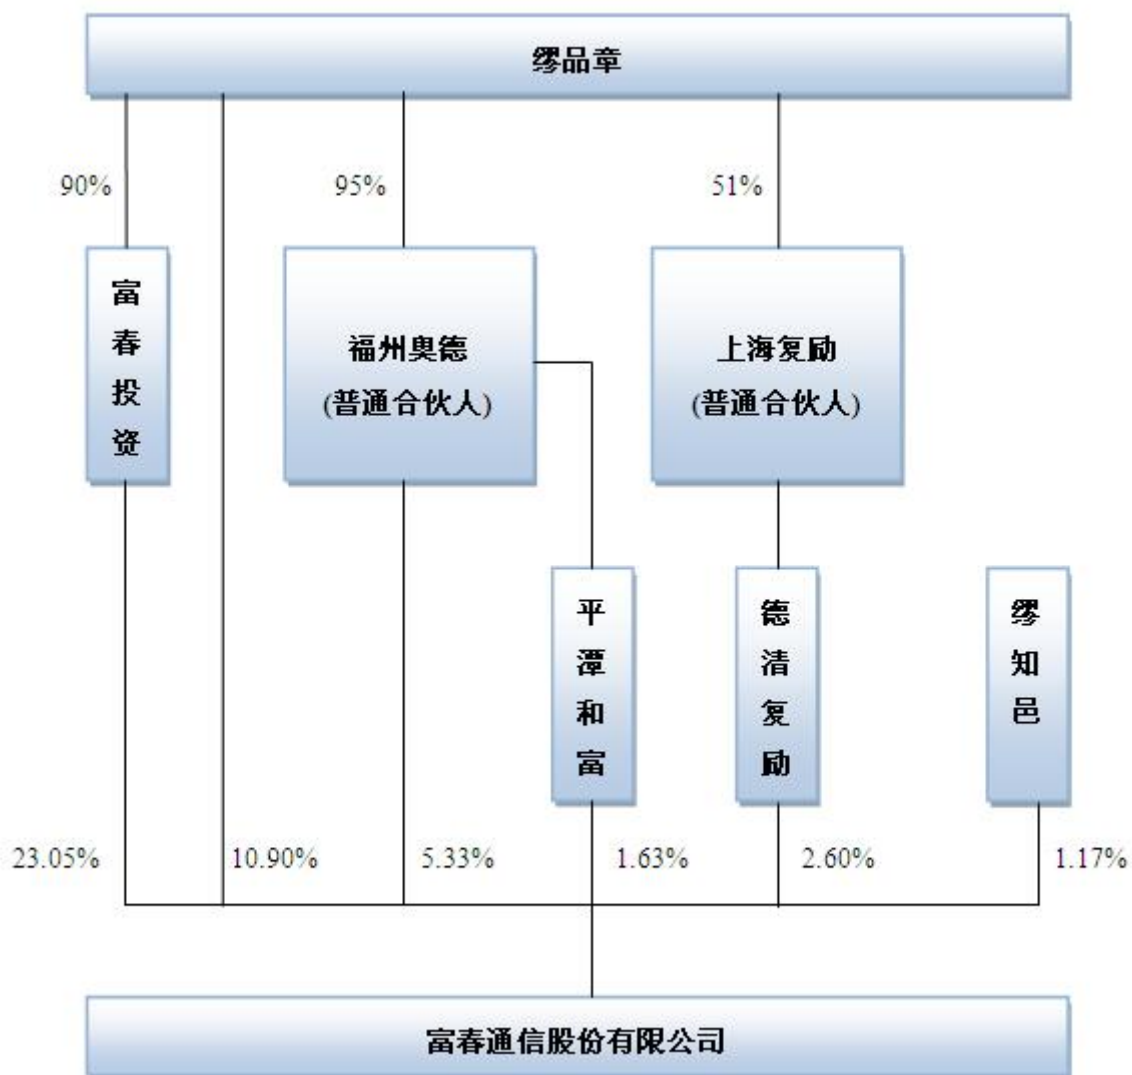 缪品章
90%
95%
51%
富春投资
福州奥德
(普通合伙人)
上海复励
(普通合伙人)
平潭和富
德清复励
缪知邑
23.05%
10.90%
5.33%
1.63%
2.60%
1.17%
富春通信股份有限公司